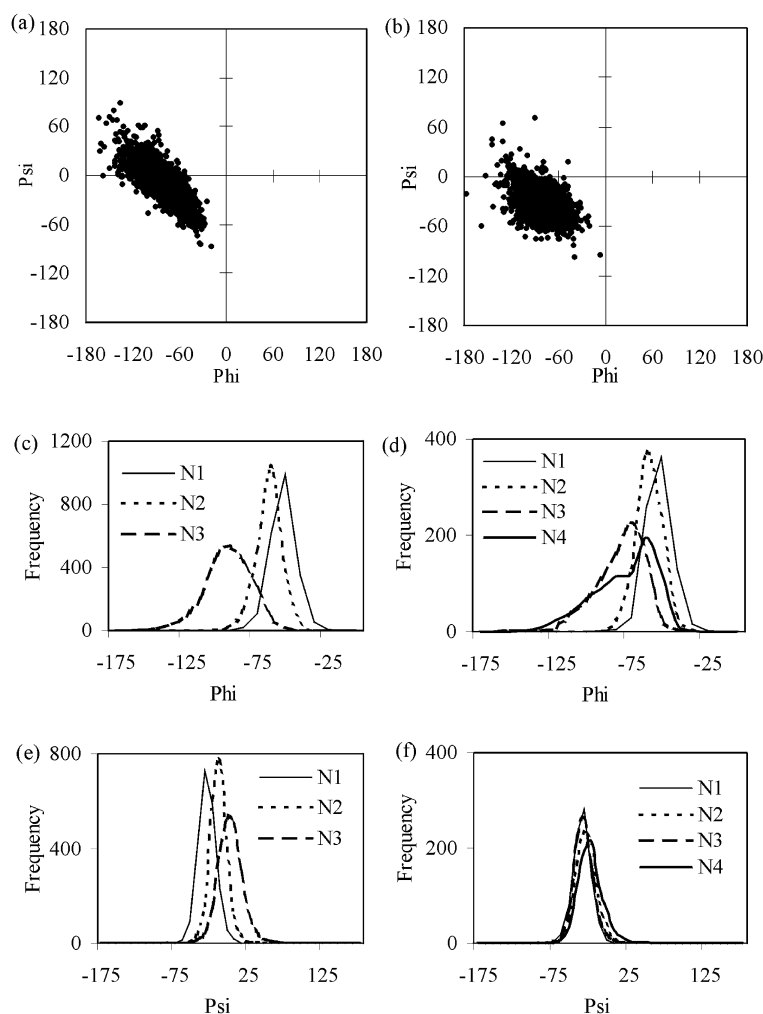 (a)
180
120
60
0
-60
-120
-180
Psi
-180 -120 -60 0 60 120 180
Phi
(b)
180
120
60
0
-60
-120
-180
Psi
-180 -120 -60 0 60 120 180
Phi
(c)
1200
800
400
0
Frequency
N1
N2
N3
-175 -125 -75 -25
Phi
(d)
400
200
0
Frequency
N1
N2
N3
N4
-175 -125 -75 -25
Phi
(e)
800
400
0
Frequency
N1
N2
N3
-175 -75 25 125
Psi
(f)
400
200
0
Frequency
N1
N2
N3
N4
-175 -75 25 125
Psi